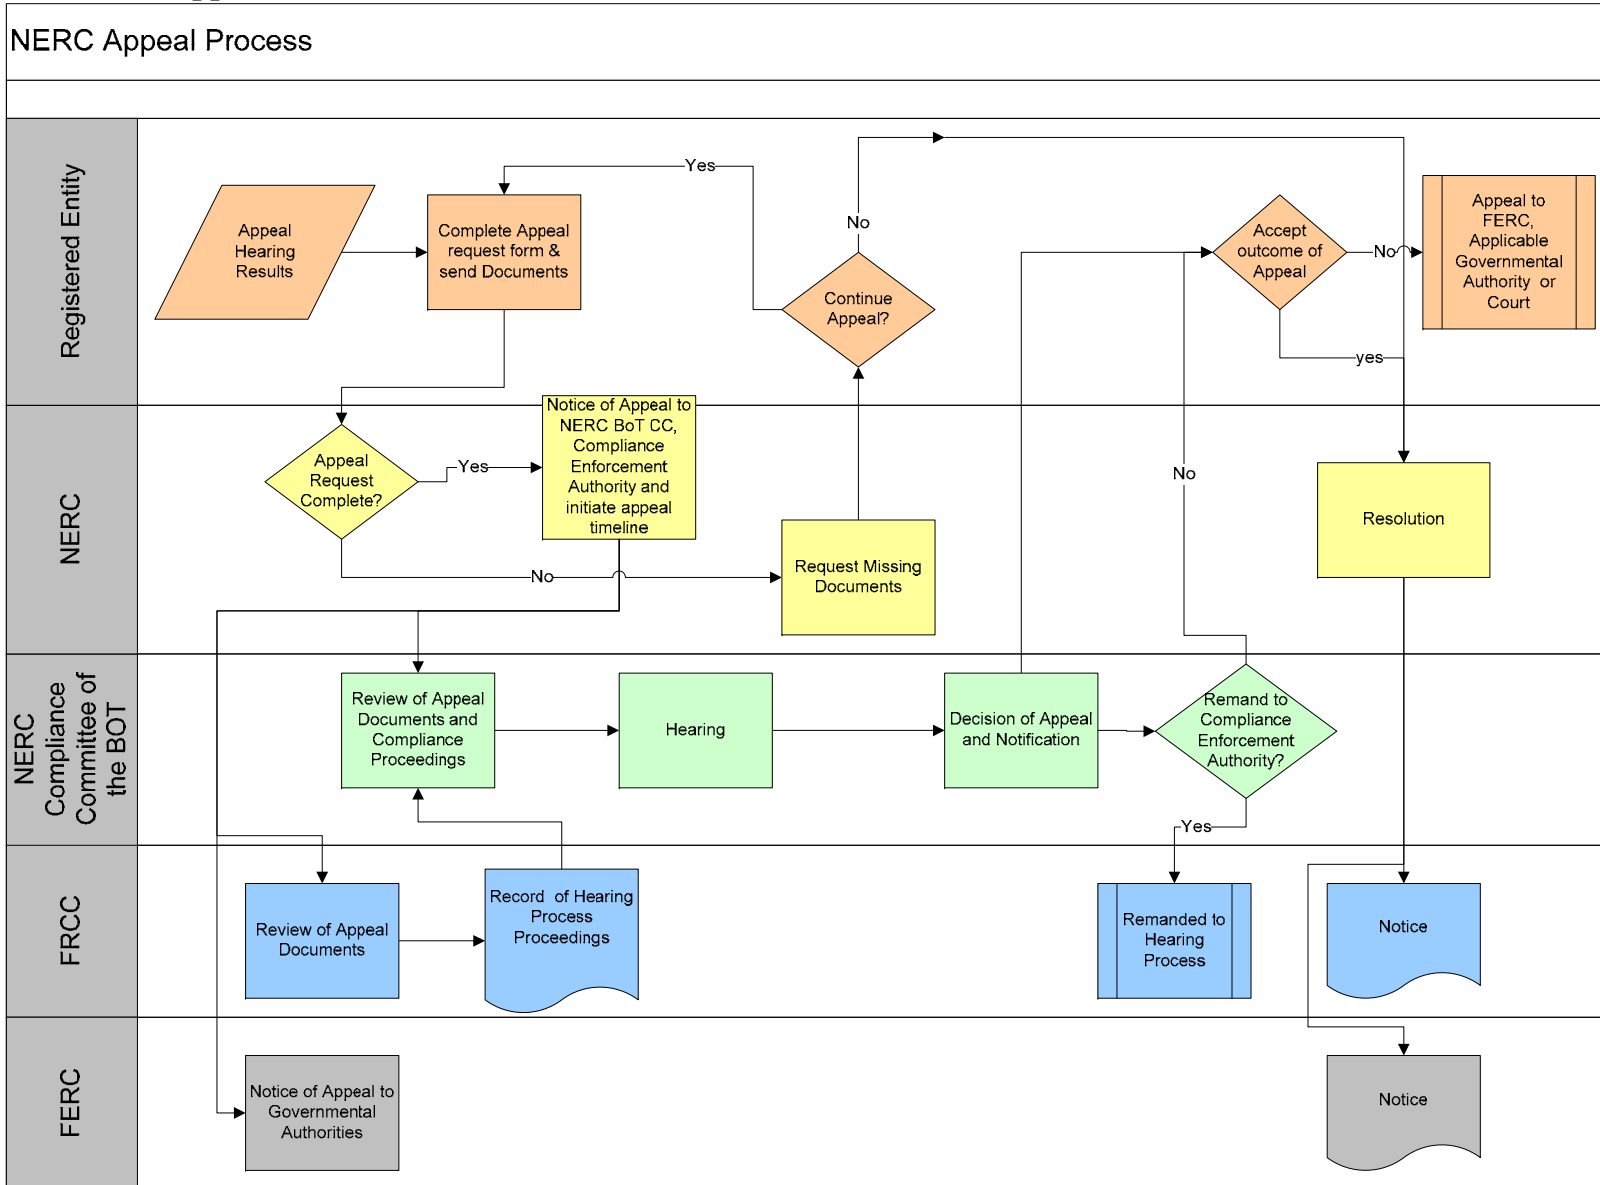 NERC Appeal Process
Registered Entity
Appeal
Hearing
Results
Complete Appeal
request form &
send Documents
Yes
No
Continue
Appeal?
Accept
outcome of
Appeal
No
yes
Appeal to
FERC,
Applicable
Governmental
Authority or
Court
NERC
Appeal
Request
Complete?
Yes
No
Notice of Appeal to
NERC BoT CC,
Compliance
Enforcement
Authority and
initiate appeal
timeline
Request Missing
Documents
No
Resolution
NERC
Compliance
Committee of
the BOT
Review of Appeal
Documents and
Compliance
Proceedings
Hearing
Decision of Appeal
and Notification
Remand to
Compliance
Enforcement
Authority?
Yes
FRCC
Review of Appeal
Documents
Record of Hearing
Process
Proceedings
Remanded to
Hearing
Process
Notice
FERC
Notice of Appeal to
Governmental
Authorities
Notice